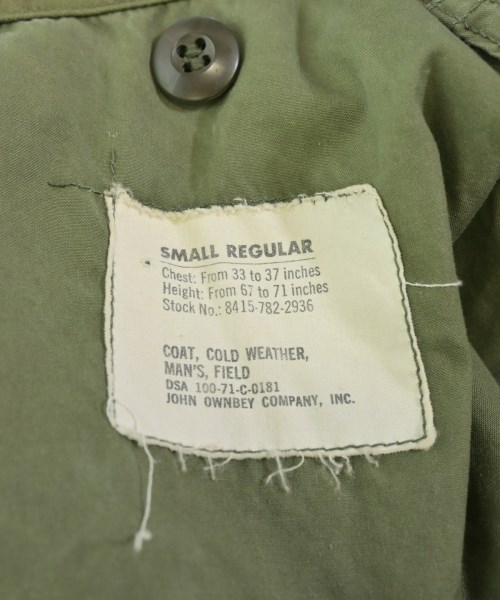 SMALL REGULAR
Chest: From 33 to 37 inches
Height: From 67 to 71 inches
Stock No.: 8415-782-2936
COAT, COLD WEATHER,
MAN'S, FIELD
DSA 100-71-C-0181
JOHN OWNBEY COMPANY, INC.